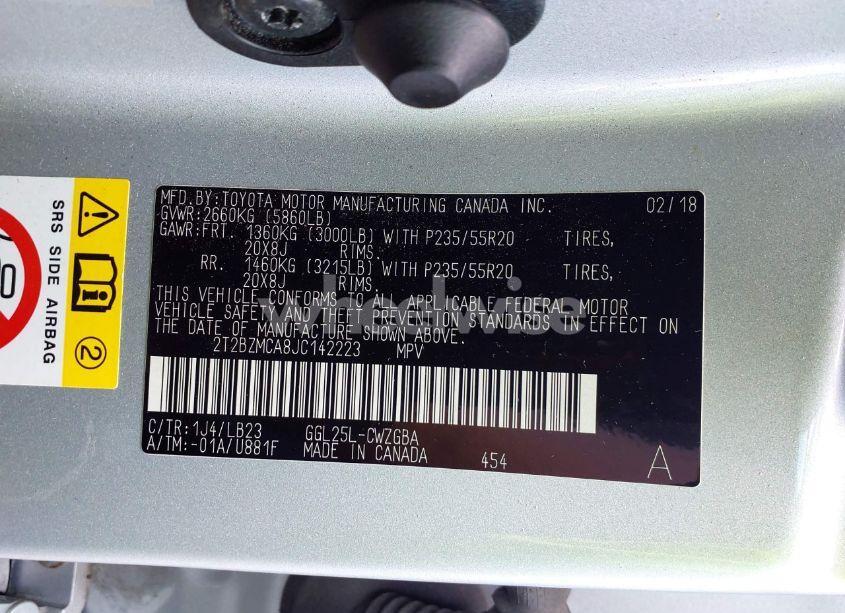 MFD.BY:TOYOTA MOTOR MANUFACTURING CANADA INC. 02/18
GVWR:2660KG (5860LB)
GAWR:FRT. 1360KG (3000LB) WITH P235/55R20 TIRES,
20X8J RIMS.
RR. 1460KG (3215LB) WITH P235/55R20 TIRES,
20X8J RIMS.
THIS VEHICLE CONFORMS TO ALL APPLICABLE FEDERAL MOTOR
VEHICLE SAFETY AND THEFT PREVENTION STANDARDS IN EFFECT ON
THE DATE OF MANUFACTURE SHOWN ABOVE.
2T2BZMCA8JC142223 MPV
C/TR:1J4/LB23 GGL25L-CWZGBA
A/TM:-01A/U881F MADE IN CANADA 454 A
SRS SIDE AIRBAG
2
wheelwise